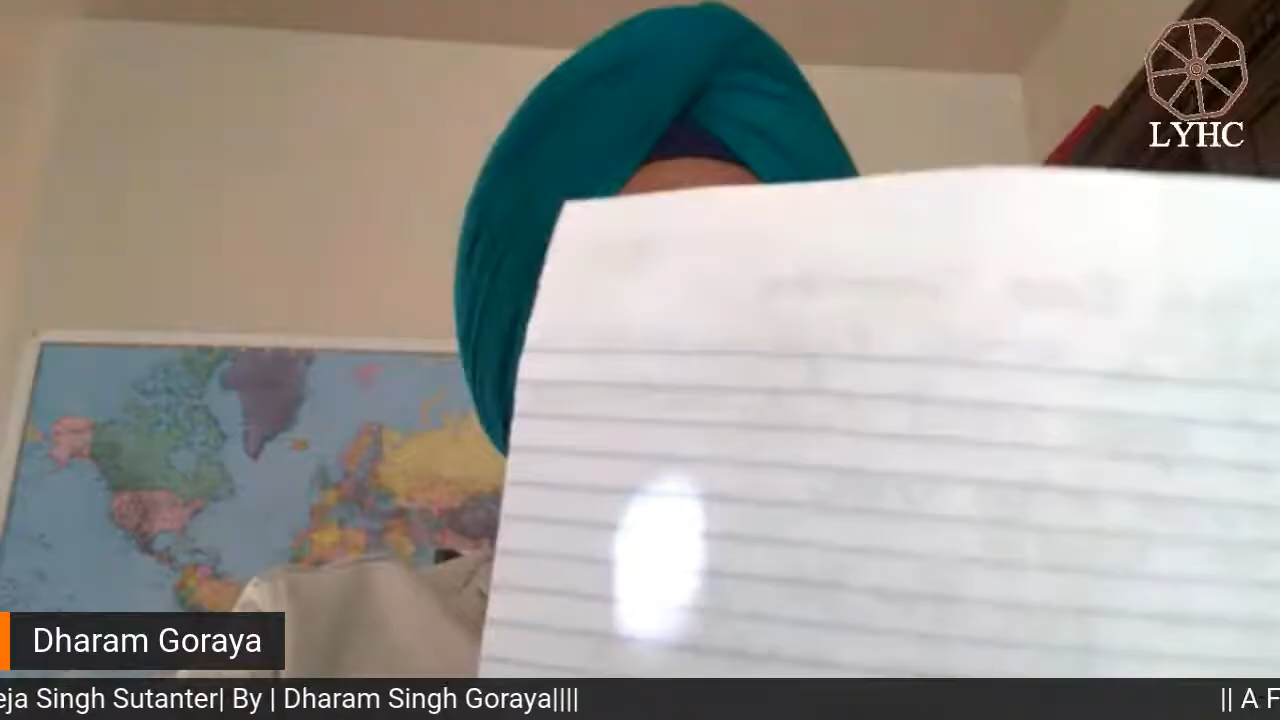 LYHC
Dharam Goraya
eja Singh Sutanter| By | Dharam Singh Goraya|||| || A F